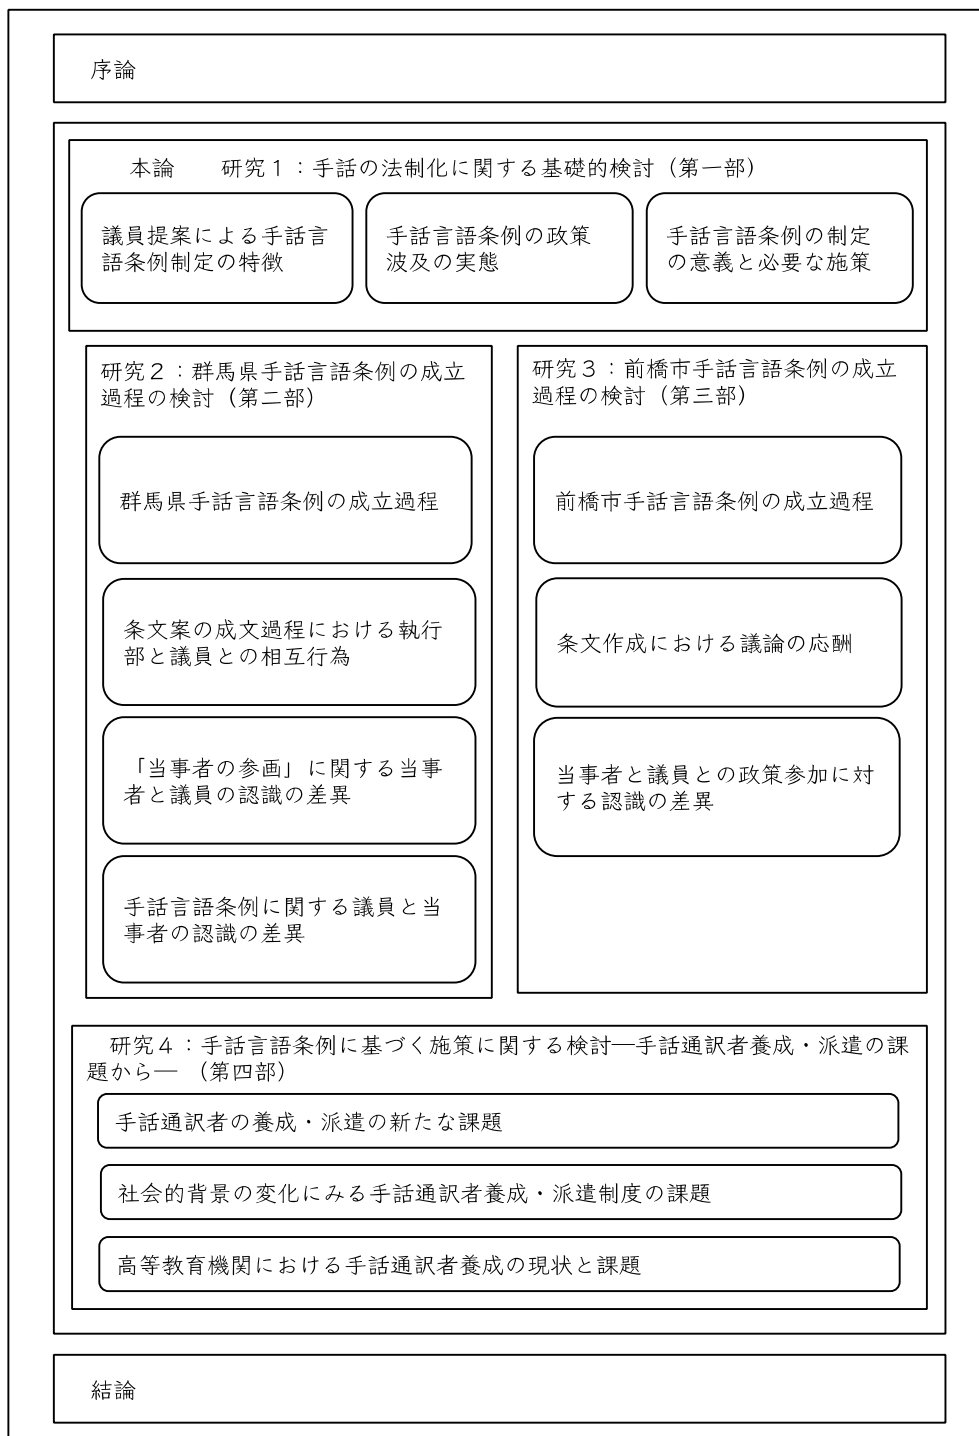 序論
本論　　研究１：手話の法制化に関する基礎的検討（第一部）
議員提案による手話言
語条例制定の特徴
手話言語条例の政策
波及の実態
手話言語条例の制定
の意義と必要な施策
研究２：群馬県手話言語条例の成立
過程の検討（第二部）
群馬県手話言語条例の成立過程
条文案の成文過程における執行
部と議員との相互行為
「当事者の参画」に関する当事
者と議員の認識の差異
手話言語条例に関する議員と当
事者の認識の差異
研究３：前橋市手話言語条例の成立
過程の検討（第三部）
前橋市手話言語条例の成立過程
条文作成における議論の応酬
当事者と議員との政策参加に対
する認識の差異
研究４：手話言語条例に基づく施策に関する検討―手話通訳者養成・派遣の課
題から―　（第四部）
手話通訳者の養成・派遣の新たな課題
社会的背景の変化にみる手話通訳者養成・派遣制度の課題
高等教育機関における手話通訳者養成の現状と課題
結論